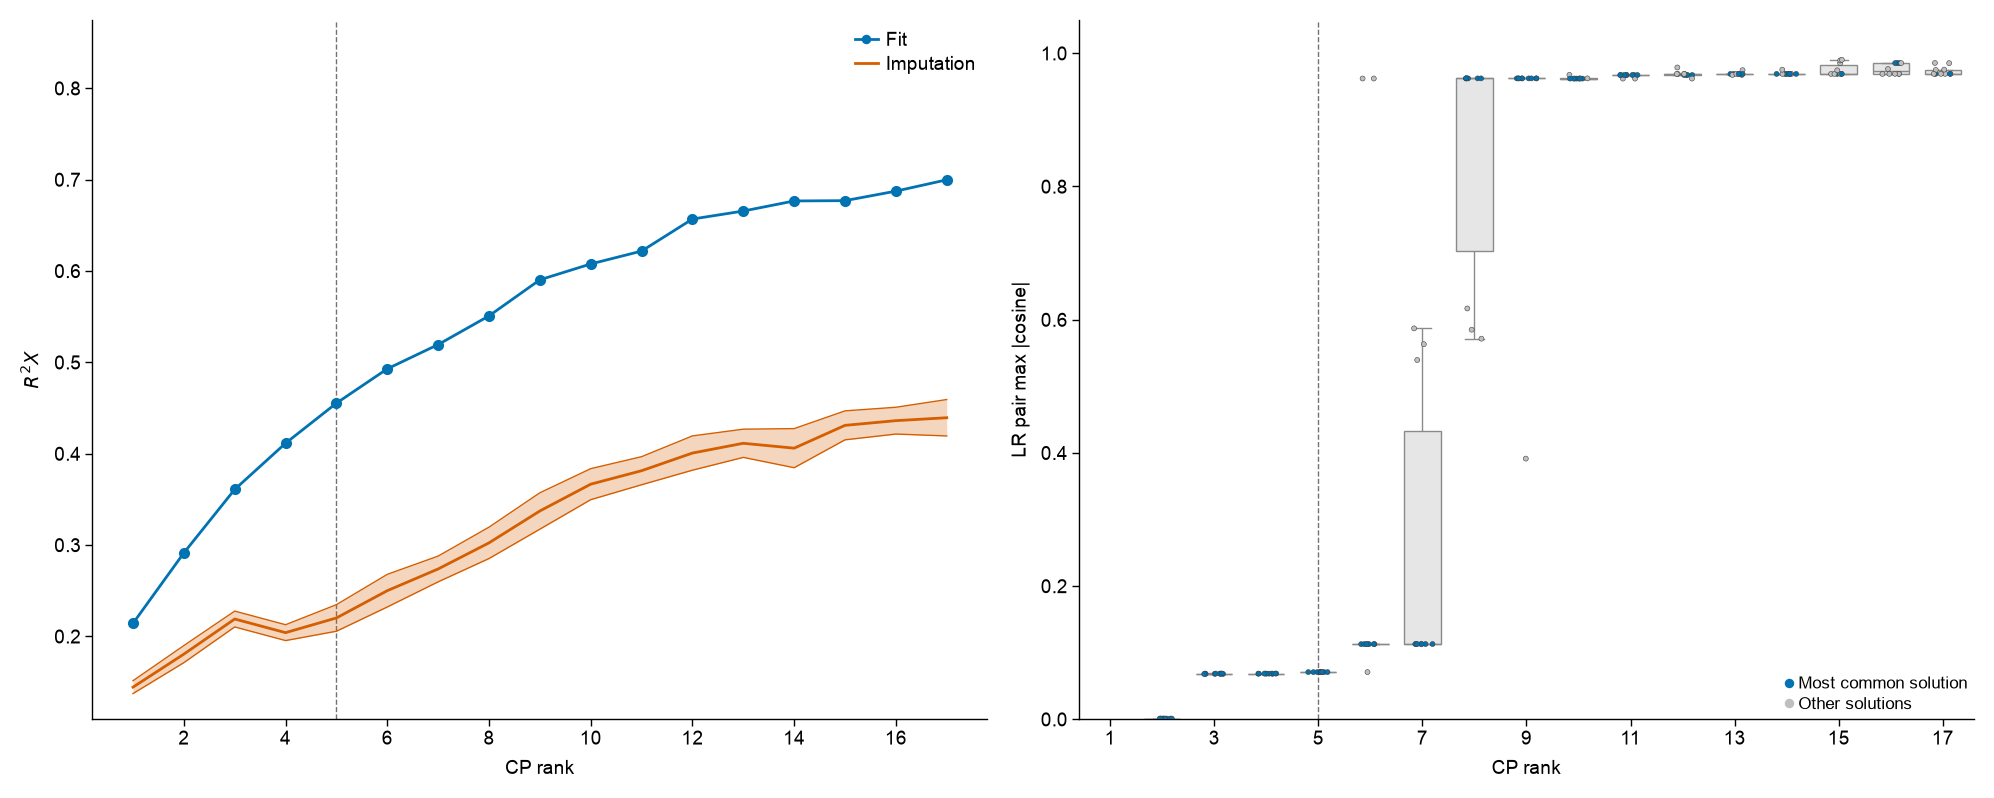 Fit
Imputation
0.8
0.7
0.6
0.5
0.4
0.3
0.2
R²X
2 4 6 8 10 12 14 16
CP rank
1.0
0.8
0.6
0.4
0.2
0.0
LR pair max |cosine|
Most common solution
Other solutions
1 3 5 7 9 11 13 15 17
CP rank